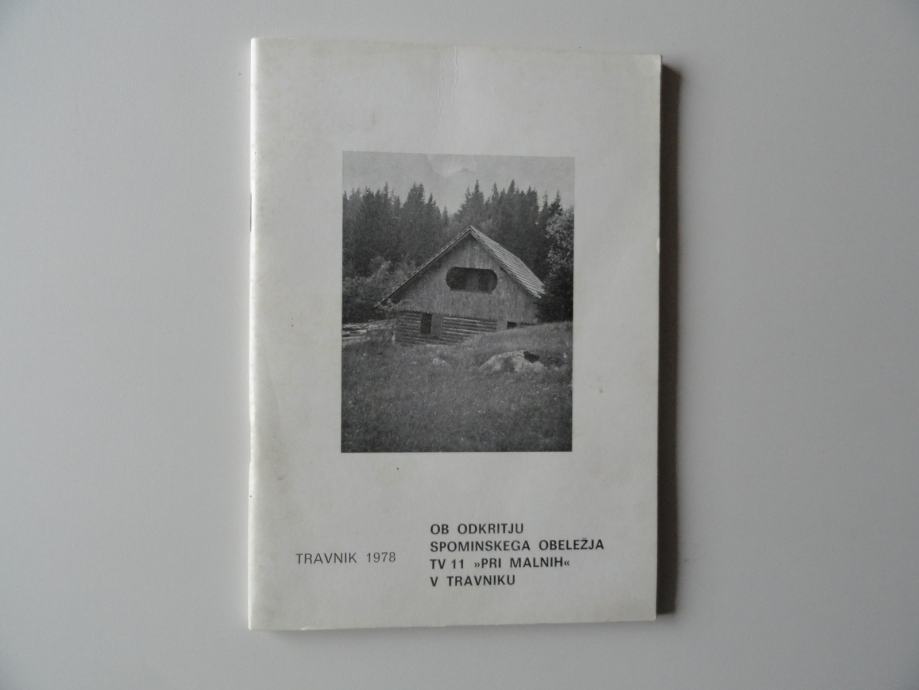 TRAVNIK 1978
OB ODKRITJU
SPOMINSKEGA OBELEŽJA
TV 11 »PRI MALNIH«
V TRAVNIKU